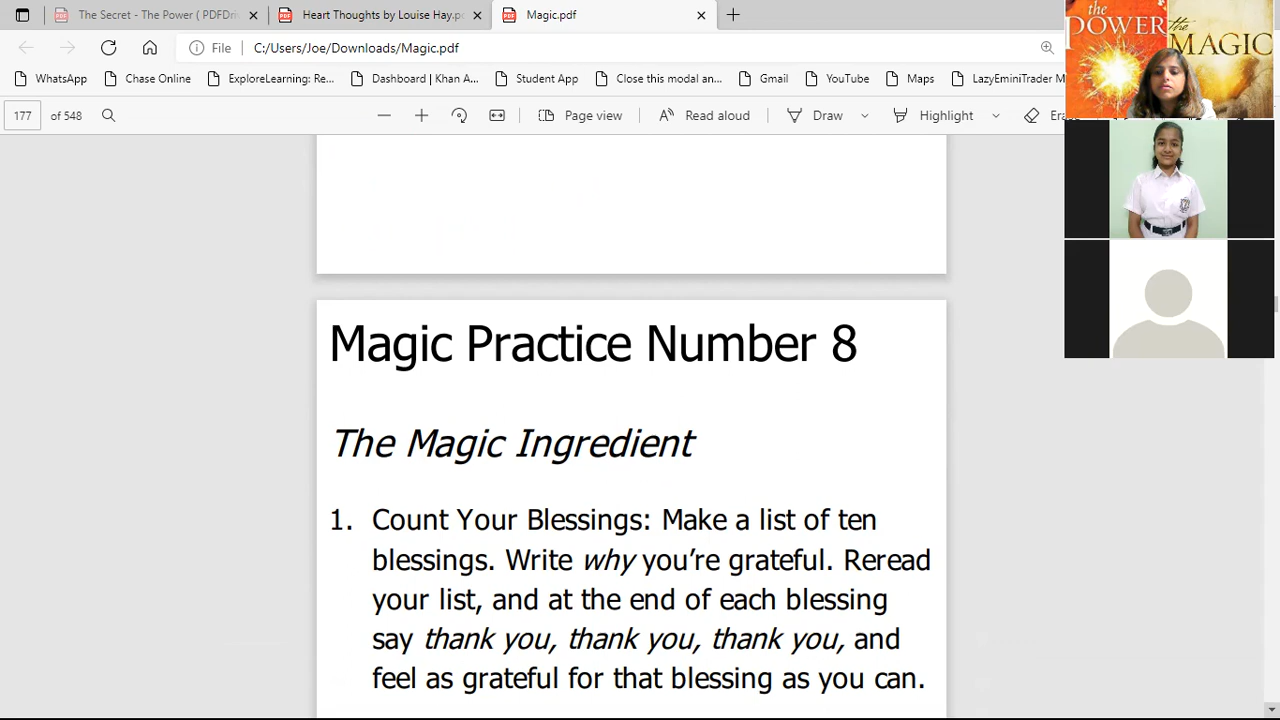 The Secret - The Power ( PDFDri
Heart Thoughts by Louise Hay.p
Magic.pdf
File C:/Users/Joe/Downloads/Magic.pdf
WhatsApp Chase Online ExploreLearning: Re... Dashboard | Khan A... Student App Close this modal an... Gmail YouTube Maps LazyEminiTrader M
177 of 548 Page view Read aloud Draw Highlight Era
the
POWER
the
MAGIC
Magic Practice Number 8
The Magic Ingredient
1. Count Your Blessings: Make a list of ten
blessings. Write why you’re grateful. Reread
your list, and at the end of each blessing
say thank you, thank you, thank you, and
feel as grateful for that blessing as you can.